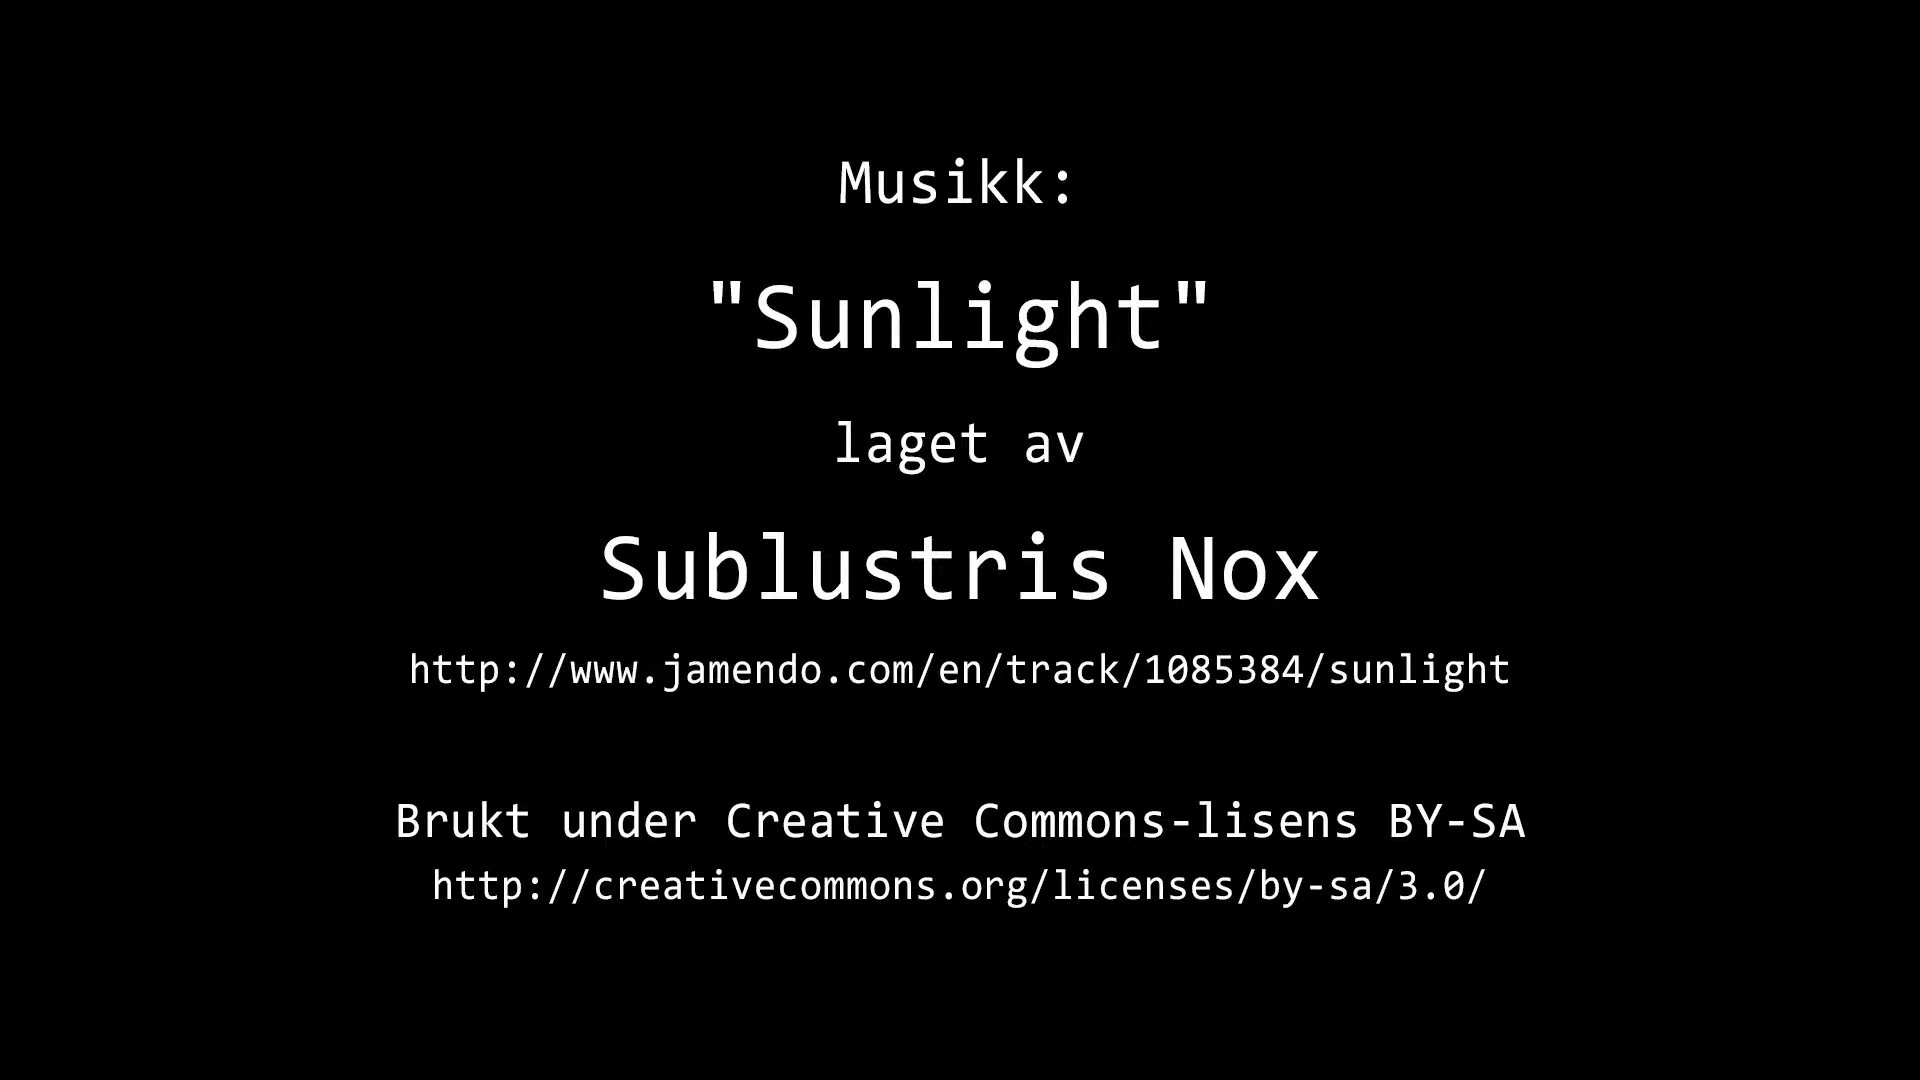 Musikk:
"Sunlight"
laget av
Sublustris Nox
http://www.jamendo.com/en/track/1085384/sunlight
Brukt under Creative Commons-lisens BY-SA
http://creativecommons.org/licenses/by-sa/3.0/